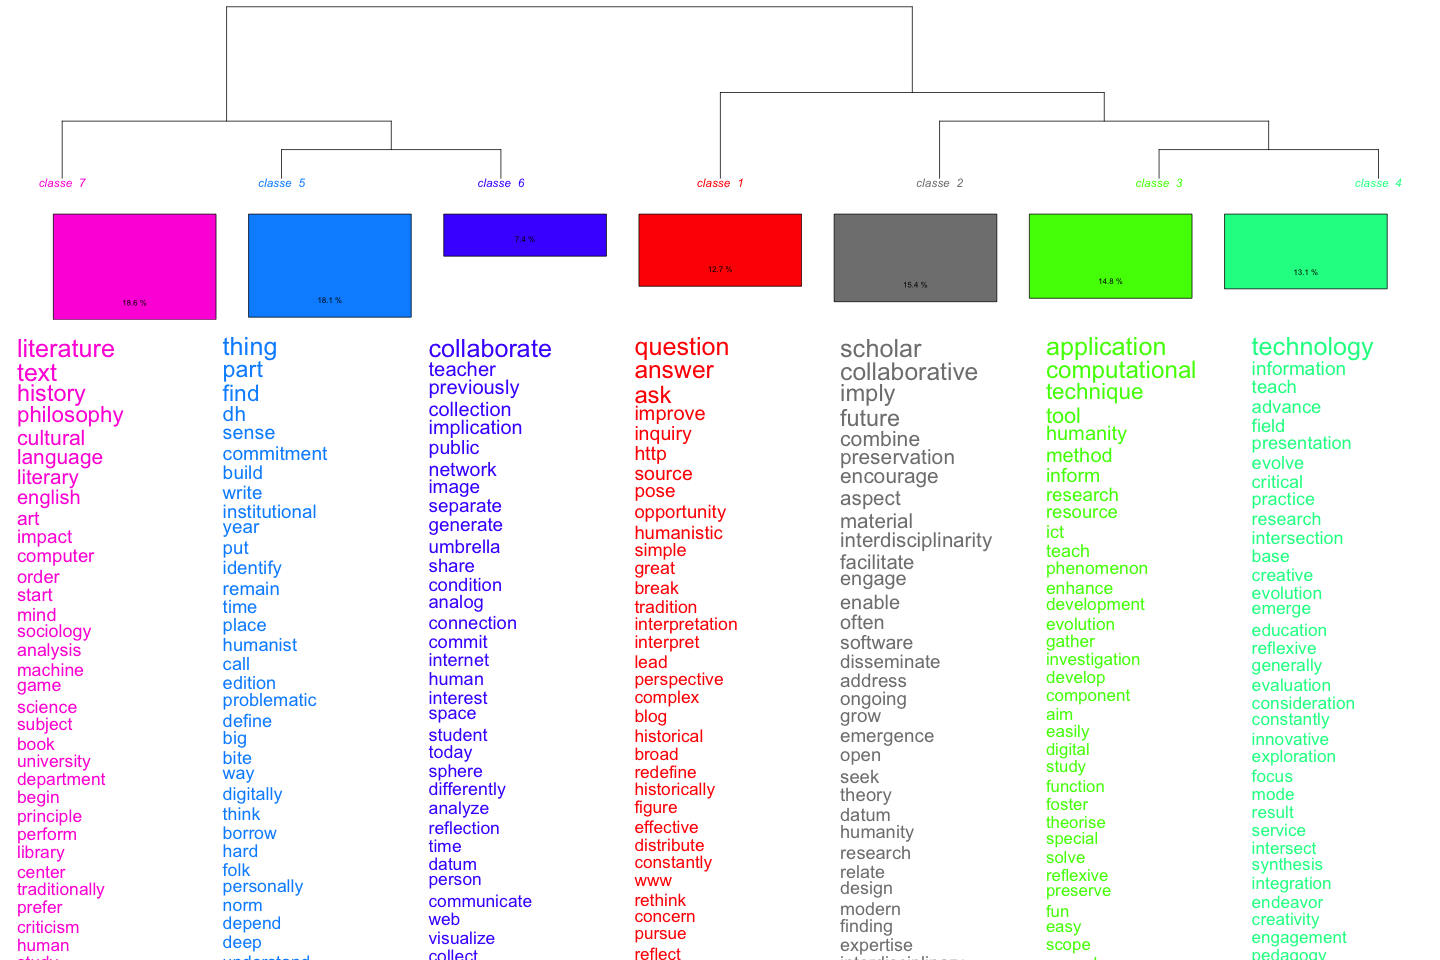 classe 7
classe 5
classe 6
classe 1
classe 2
classe 3
classe 4
18.6 %
18.1 %
7.4 %
12.7 %
15.4 %
14.8 %
13.1 %
literature
text
history
philosophy
cultural
language
literary
english
art
impact
computer
order
start
mind
sociology
analysis
machine
game
science
subject
book
university
department
begin
principle
perform
library
center
traditionally
prefer
criticism
human
study
thing
part
find
dh
sense
commitment
build
write
institutional
year
put
identify
remain
time
place
humanist
call
edition
problematic
define
big
bite
way
digitally
think
borrow
hard
folk
personally
norm
depend
deep
understand
collaborate
teacher
previously
collection
implication
public
network
image
separate
generate
umbrella
share
condition
analog
connection
commit
internet
human
interest
space
student
today
sphere
differently
analyze
reflection
time
datum
person
communicate
web
visualize
collect
question
answer
ask
improve
inquiry
http
source
pose
opportunity
humanistic
simple
great
break
tradition
interpretation
interpret
lead
perspective
complex
blog
historical
broad
redefine
historically
figure
effective
distribute
constantly
www
rethink
concern
pursue
reflect
scholar
collaborative
imply
future
combine
preservation
encourage
aspect
material
interdisciplinarity
facilitate
engage
enable
often
software
disseminate
address
ongoing
grow
emergence
open
seek
theory
datum
humanity
research
relate
design
modern
finding
expertise
interdisciplinary
application
computational
technique
tool
humanity
method
inform
research
resource
ict
teach
phenomenon
enhance
development
evolution
gather
investigation
develop
component
aim
easily
digital
study
function
foster
theorise
special
solve
reflexive
preserve
fun
easy
scope
technology
information
teach
advance
field
presentation
evolve
critical
practice
research
intersection
base
creative
evolution
emerge
education
reflexive
generally
evaluation
consideration
constantly
innovative
exploration
focus
mode
result
service
intersect
synthesis
integration
endeavor
creativity
engagement
pedagogy